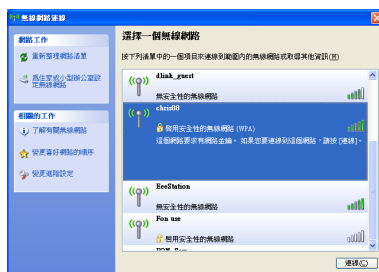 無線網路連線
網路工作
重新整理網路清單
為住家或小型辦公室設
定無線網路
相關的工作
了解有關無線網路
變更喜好網路的順序
變更進階設定
選擇一個無線網路
按下列清單中的一個項目來連線到範圍內的無線網路或取得其他資訊(H)
dlink_guest
無安全性的無線網路
chris88
啟用安全性的無線網路 (WPA)
這個網路要求有網路金鑰。如果您要連線到這個網路，請按 [連線]。
EeeStation
無安全性的無線網路
Fon use
啟用安全性的無線網路
連線(C)